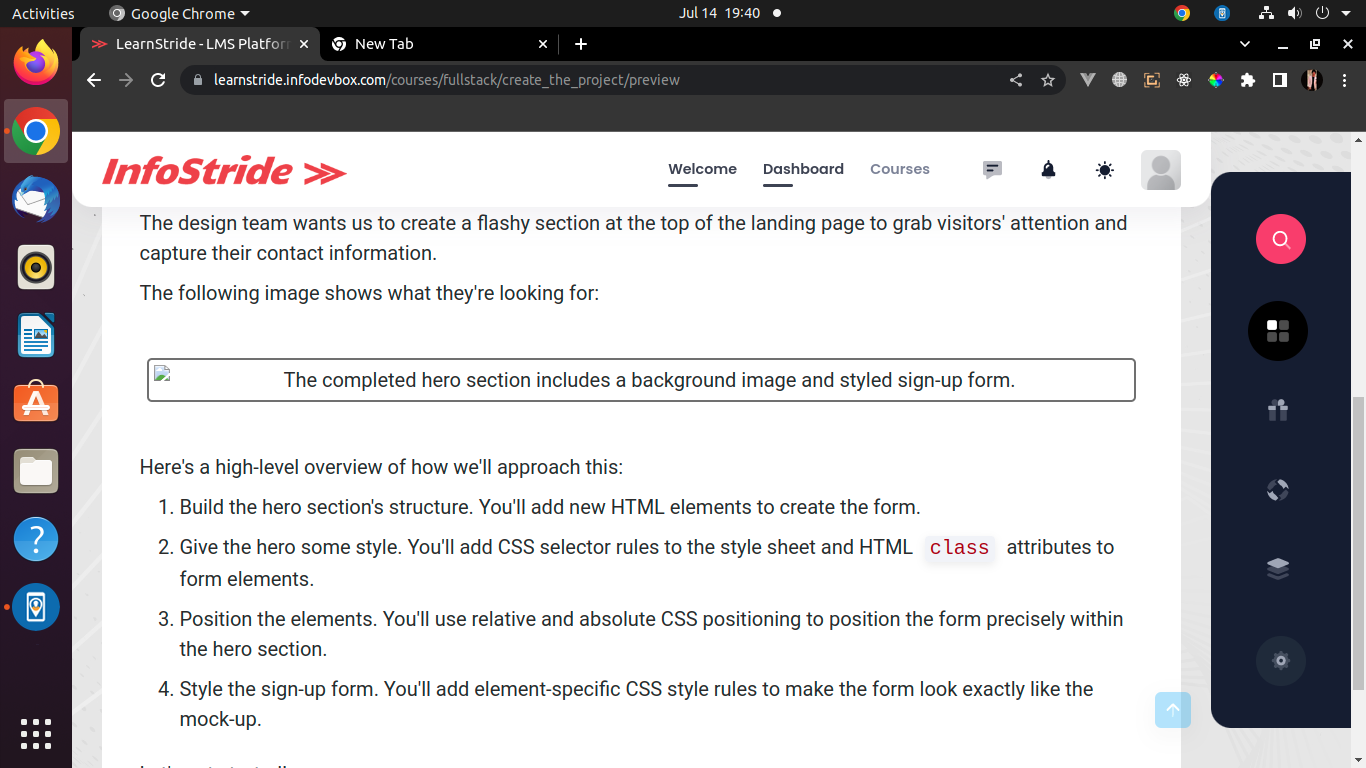 Activities Google Chrome Jul 14 19:40
LearnStride - LMS Platfor New Tab
learnstride.infodevbox.com/courses/fullstack/create_the_project/preview
InfoStride Welcome Dashboard Courses
The design team wants us to create a flashy section at the top of the landing page to grab visitors' attention and
capture their contact information.
The following image shows what they're looking for:
The completed hero section includes a background image and styled sign-up form.
Here's a high-level overview of how we'll approach this:
1. Build the hero section's structure. You'll add new HTML elements to create the form.
2. Give the hero some style. You'll add CSS selector rules to the style sheet and HTML class attributes to
form elements.
3. Position the elements. You'll use relative and absolute CSS positioning to position the form precisely within
the hero section.
4. Style the sign-up form. You'll add element-specific CSS style rules to make the form look exactly like the
mock-up.